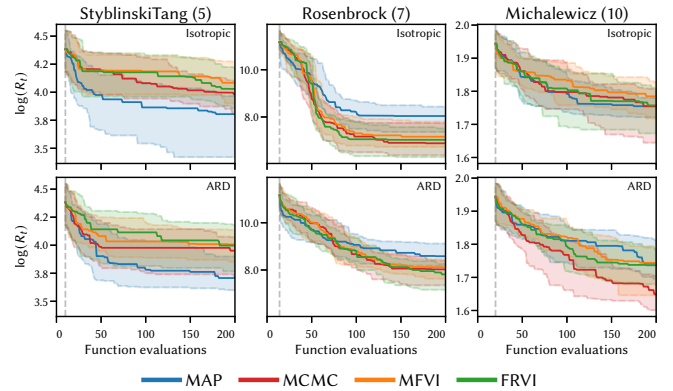 StyblinskiTang (5) Rosenbrock (7) Michalewicz (10)
Isotropic Isotropic Isotropic
log(Rt) 4.5 4.2 4.0 3.8 3.5
10.0 8.0
2.0 1.9 1.8 1.7 1.6
ARD ARD ARD
log(Rt) 4.5 4.2 4.0 3.8 3.5
10.0 8.0
2.0 1.9 1.8 1.7 1.6
0 50 100 150 200 0 50 100 150 200 0 50 100 150 200
Function evaluations Function evaluations Function evaluations
MAP MCMC MFVI FRVI